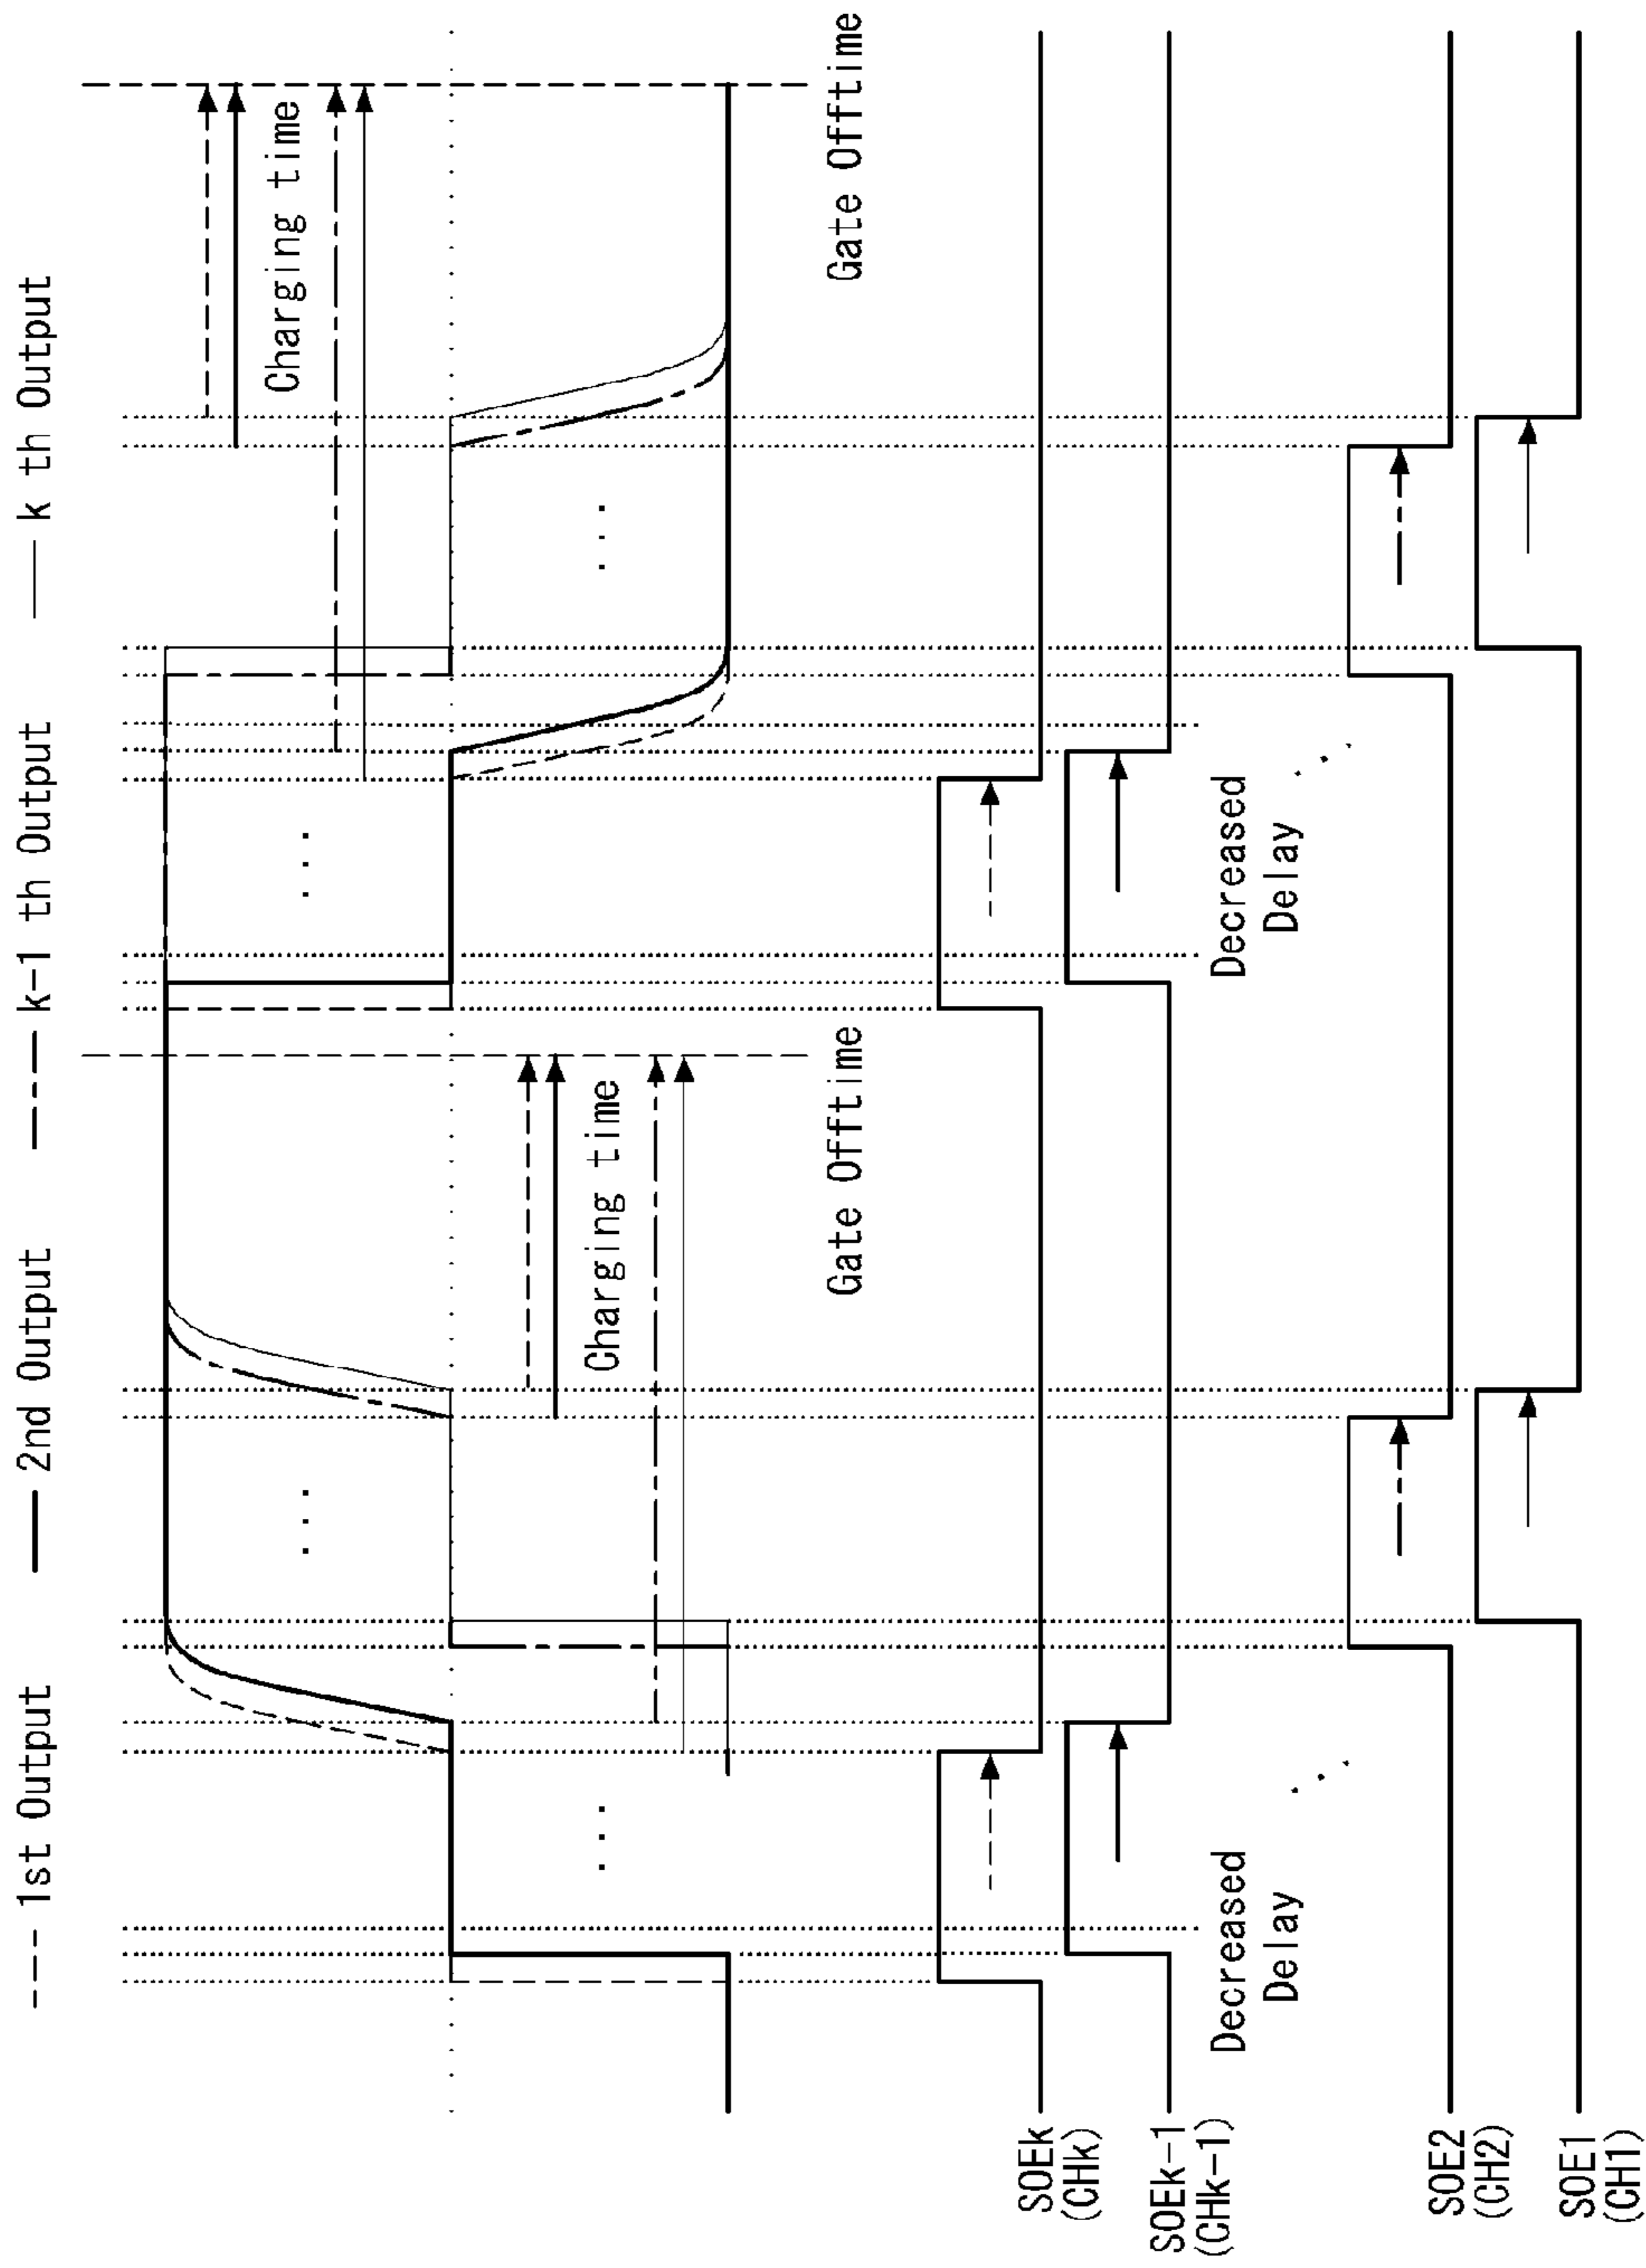 --- 1st Output
— 2nd Output
k-1 th Output
— k th Output
Charging time
Charging time
Gate Offtime
Gate Offtime
SOEk
(CHk)
SOEk-1
(CHk-1)
Decreased
Delay
Decreased
Delay
SOE2
(CH2)
SOE1
(CH1)